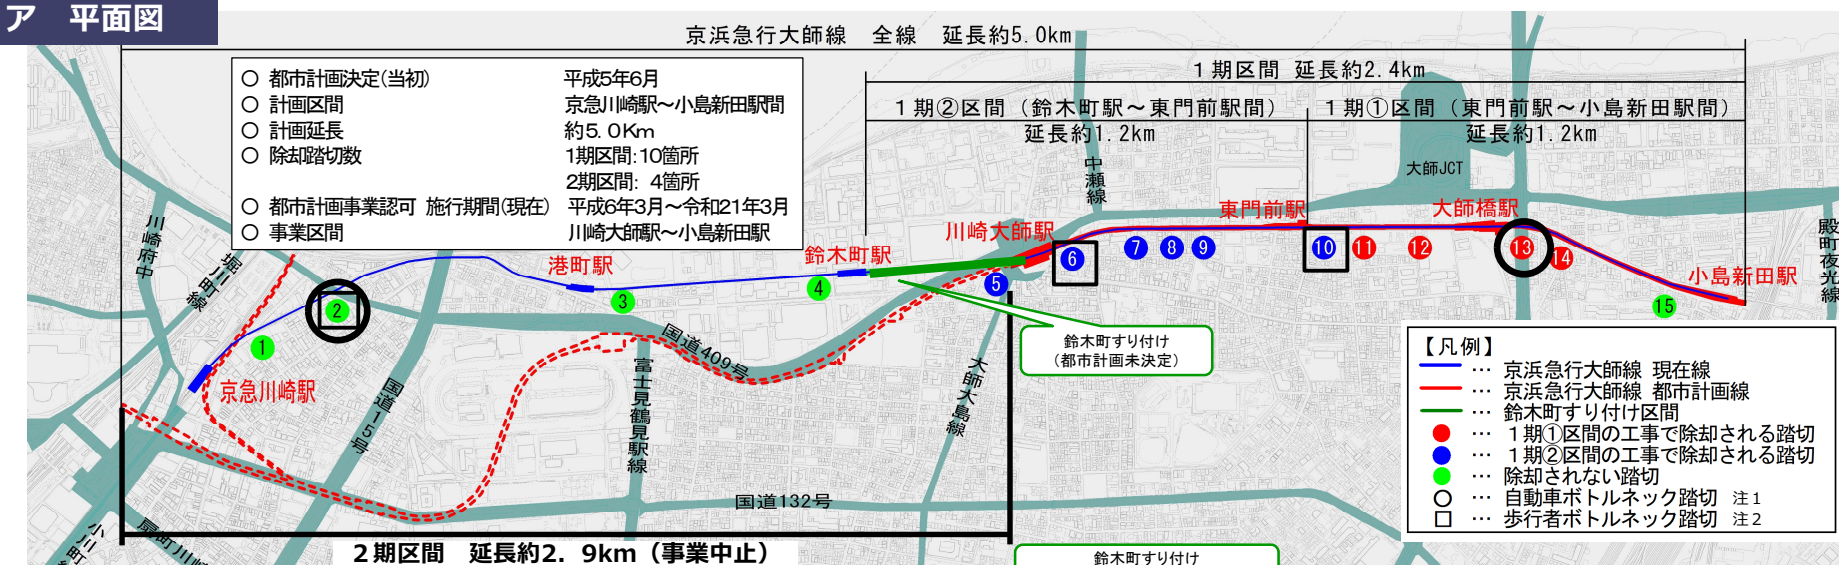 ア 平面図
京浜急行大師線 全線 延長約5.0km
○ 都市計画決定(当初) 平成5年6月
○ 計画区間 京急川崎駅～小島新田駅間
○ 計画延長 約5.0Km
○ 除却踏切数 1期区間:10箇所
2期区間: 4箇所
○ 都市計画事業認可 施行期間(現在) 平成6年3月～令和21年3月
○ 事業区間 川崎大師駅～小島新田駅
1期区間 延長約2.4km
1期②区間(鈴木町駅～東門前駅間)
延長約1.2km
1期①区間(東門前駅～小島新田駅間)
延長約1.2km
大師JCT
中瀬線
川崎府中
堀川町線
京急川崎駅
港町駅
鈴木町駅
川崎大師駅
東門前駅
大師橋駅
小島新田駅
殿町夜光線
1
2
3
4
5
6
7
8
9
10
11
12
13
14
15
国道15号
国道409号
富士見鶴見駅線
大師大島線
国道132号
鈴木町すり付け
(都市計画未決定)
【凡例】
… 京浜急行大師線 現在線
… 京浜急行大師線 都市計画線
… 鈴木町すり付け区間
… 1期①区間の工事で除却される踏切
… 1期②区間の工事で除却される踏切
… 除却されない踏切
… 自動車ボトルネック踏切 注1
… 歩行者ボトルネック踏切 注2
2期区間 延長約2.9km(事業中止)
鈴木町すり付け